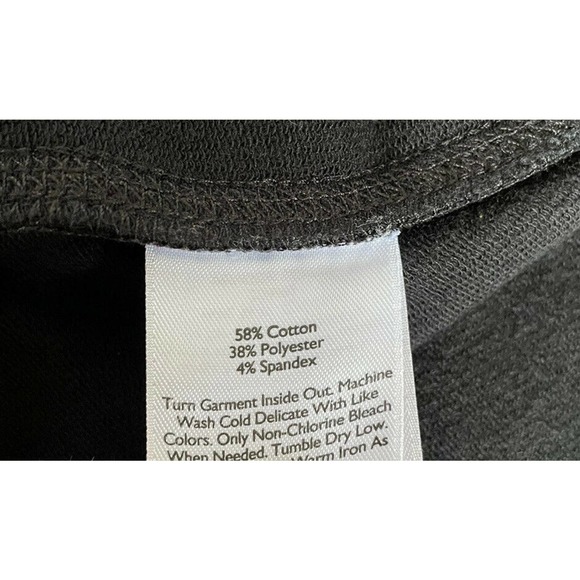 58% Cotton
38% Polyester
4% Spandex
Turn Garment Inside Out. Machine
Wash Cold Delicate With Like
Colors. Only Non-Chlorine Bleach
When Needed. Tumble Dry Low.
Warm Iron As